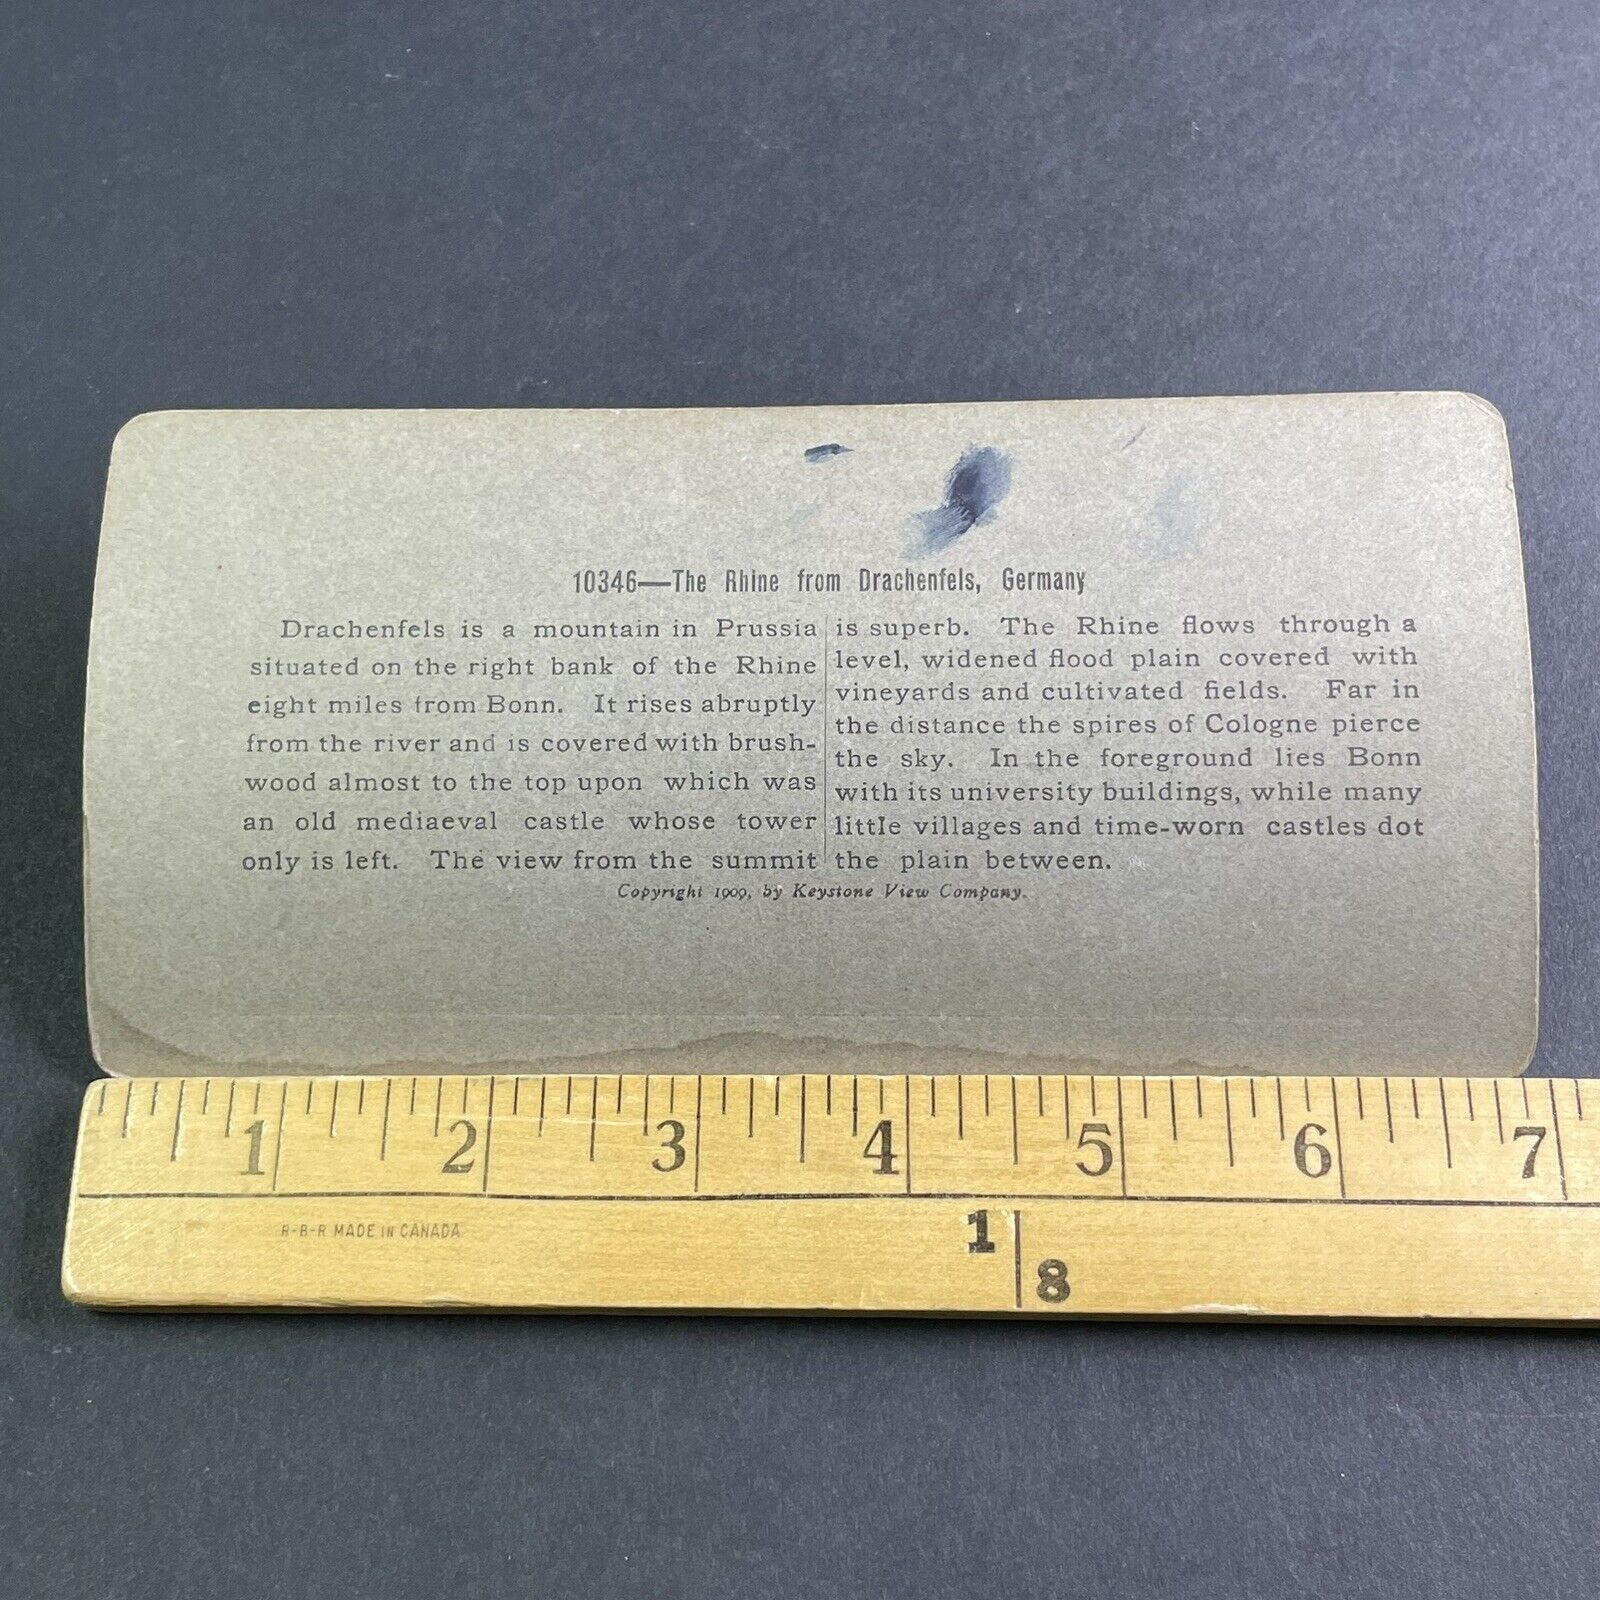 10346—The Rhine from Drachenfels, Germany
Drachenfels is a mountain in Prussia
situated on the right bank of the Rhine
eight miles from Bonn. It rises abruptly
from the river and is covered with brush-
wood almost to the top upon which was
an old mediaeval castle whose tower
only is left. The view from the summit
is superb. The Rhine flows through a
level, widened flood plain covered with
vineyards and cultivated fields. Far in
the distance the spires of Cologne pierce
the sky. In the foreground lies Bonn
with its university buildings, while many
little villages and time-worn castles dot
the plain between.
Copyright 1909, by Keystone View Company.
1 2 3 4 5 6 7
R-B-R MADE IN CANADA
1
8